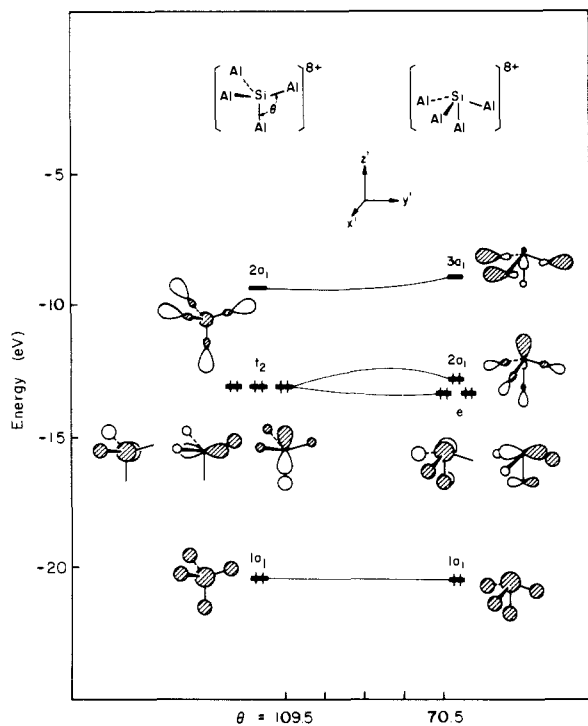 8+ 8+
Al Si Al Al θ Al Al Si Al Al Al
z'
-5
x' y'
2a₁ 3a₁
-10
Energy (eV)
t₂ 2a₁
e
-15
1a₁ 1a₁
-20
θ = 109.5 70.5